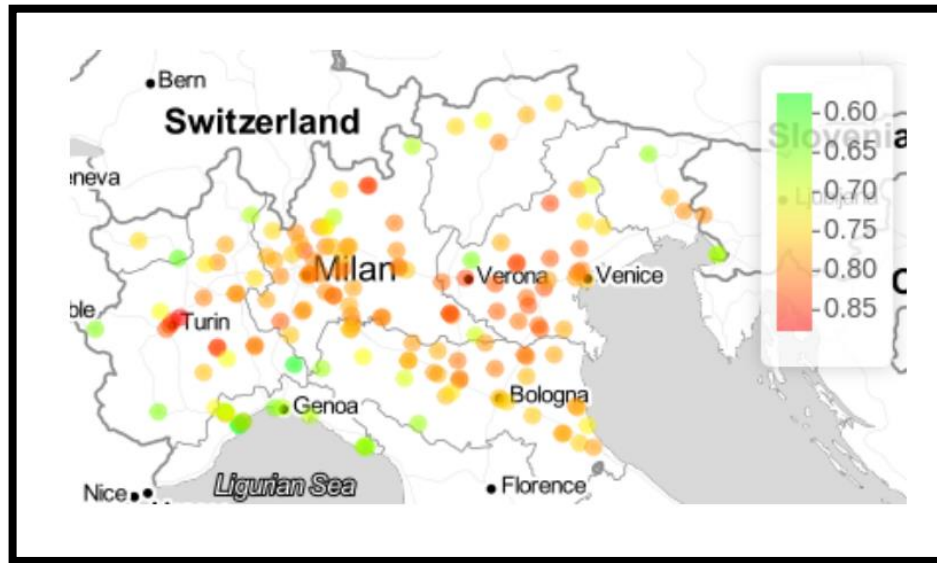 Bern
Switzerland
0.60
0.65
0.70
0.75
0.80
0.85
Slovenia
Ljubljana
eneva
Milan
Verona
Venice
ble
Turin
Bologna
Genoa
Ligurian Sea
Nice
Florence
C